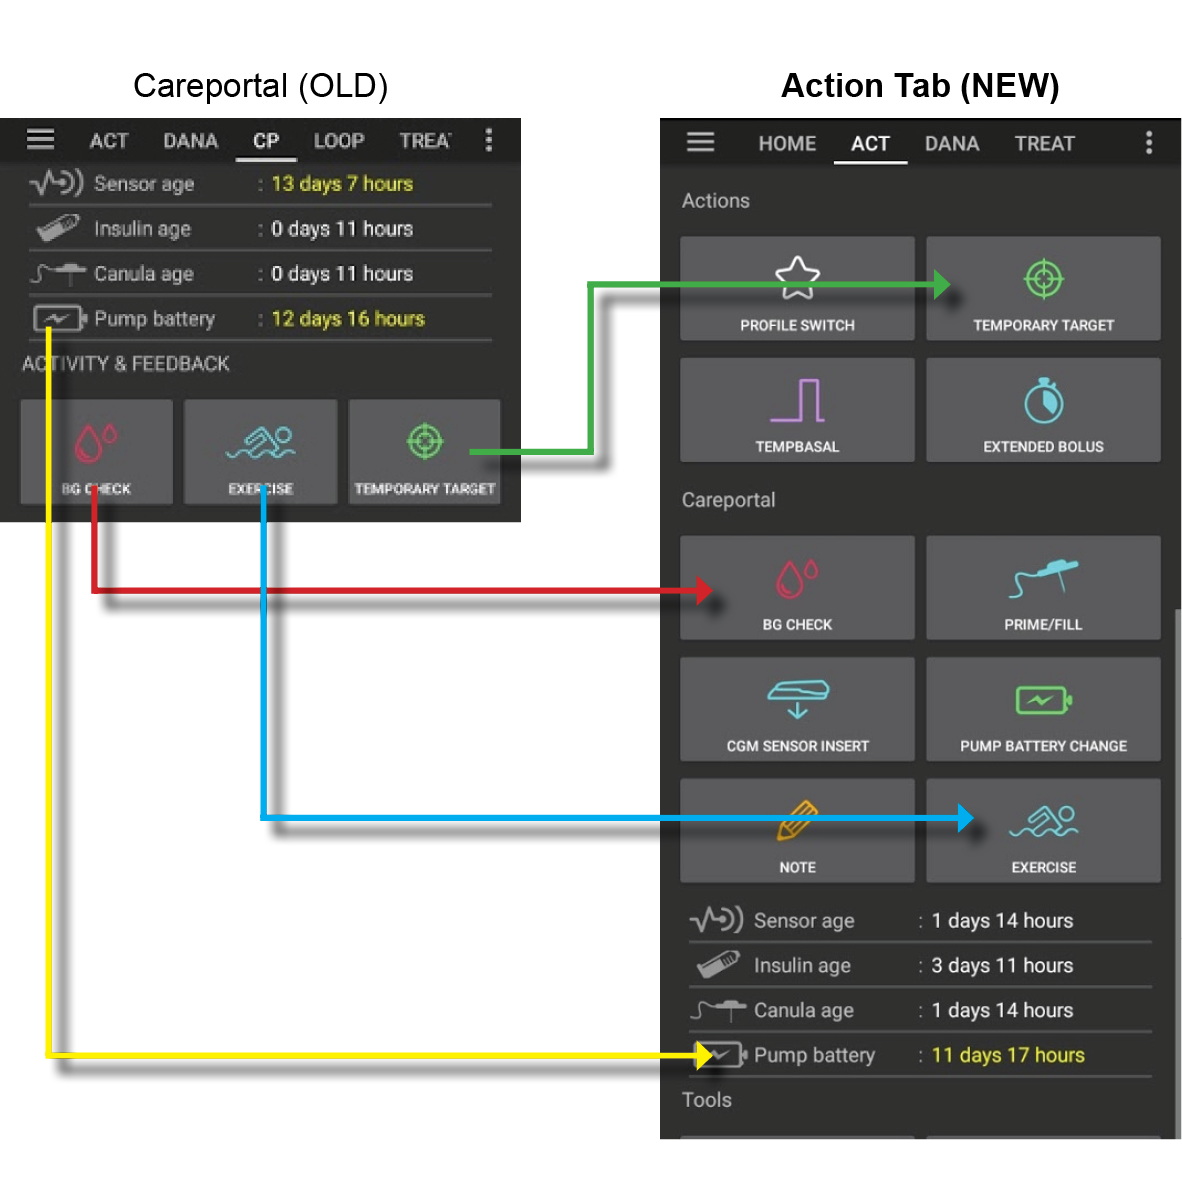 Careportal (OLD)
ACT DANA CP LOOP TREAT
Sensor age : 13 days 7 hours
Insulin age : 0 days 11 hours
Canula age : 0 days 11 hours
Pump battery : 12 days 16 hours
ACTIVITY & FEEDBACK
BG CHECK EXERCISE TEMPORARY TARGET
Action Tab (NEW)
HOME ACT DANA TREAT
Actions
PROFILE SWITCH TEMPORARY TARGET
TEMPBASAL EXTENDED BOLUS
Careportal
BG CHECK PRIME/FILL
CGM SENSOR INSERT PUMP BATTERY CHANGE
NOTE EXERCISE
Sensor age : 1 days 14 hours
Insulin age : 3 days 11 hours
Canula age : 1 days 14 hours
Pump battery : 11 days 17 hours
Tools